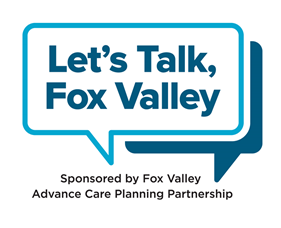 Let's Talk,
Fox Valley
Sponsored by Fox Valley
Advance Care Planning Partnership